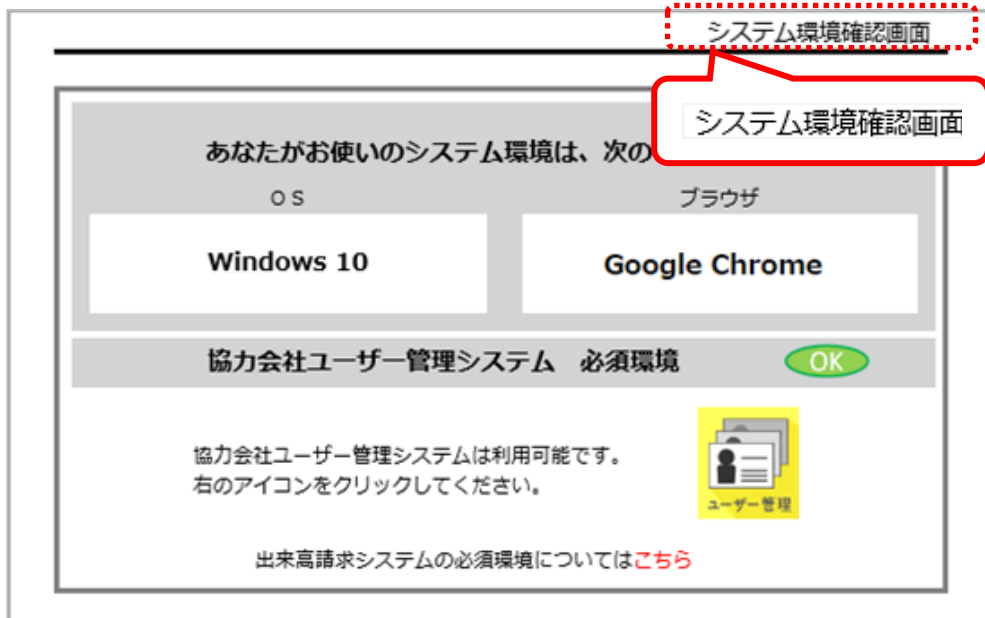 システム環境確認画面
システム環境確認画面
あなたがお使いのシステム環境は、次の
ＯＳ
ブラウザ
Windows 10
Google Chrome
協力会社ユーザー管理システム　必須環境
OK
協力会社ユーザー管理システムは利用可能です。
右のアイコンをクリックしてください。
ユーザー管理
出来高請求システムの必須環境についてはこちら